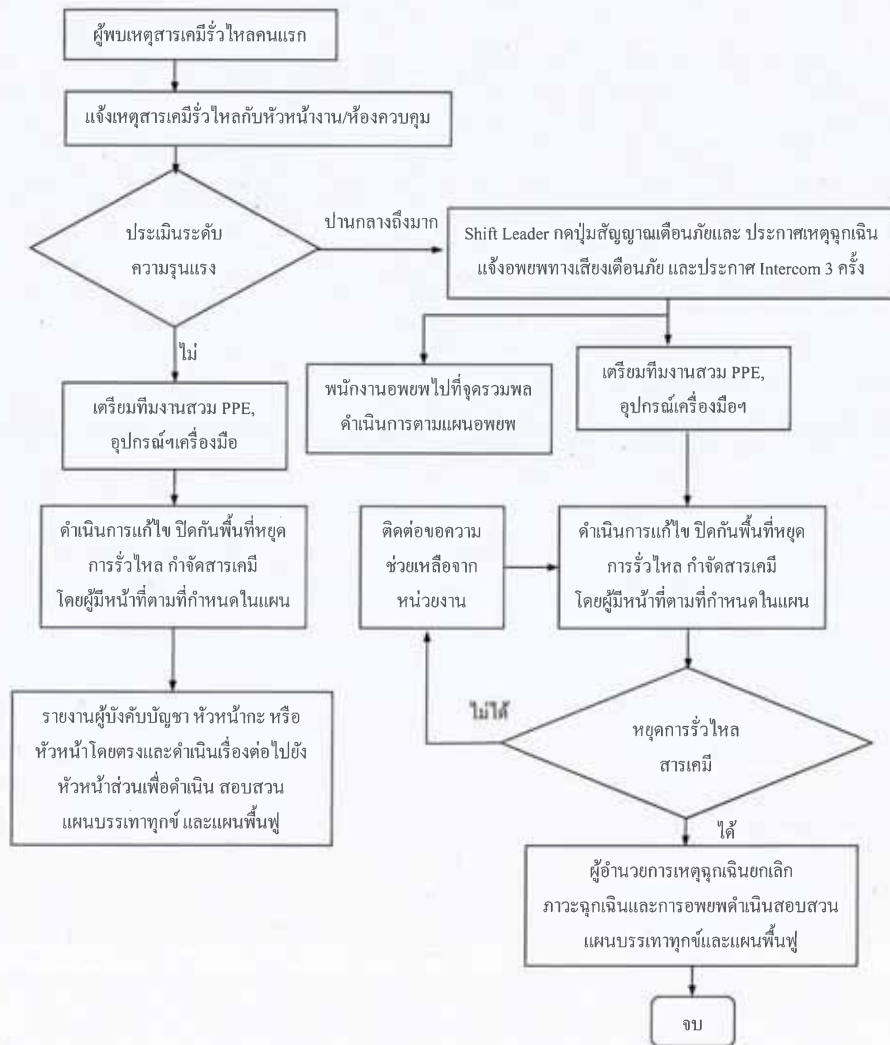 ผู้พบเหตุสารเคมีรั่วไหลคนแรก
แจ้งเหตุสารเคมีรั่วไหลกับหัวหน้างาน/ห้องควบคุม
ประเมินระดับ
ความรุนแรง
ปานกลางถึงมาก
Shift Leader กดปุ่มสัญญาณเตือนภัยและ ประกาศเหตุฉุกเฉิน
แจ้งอพยพทางเสียงเตือนภัย และประกาศ Intercom 3 ครั้ง
ไม่
เตรียมทีมงานสวม PPE,
อุปกรณ์ฯเครื่องมือ
พนักงานอพยพไปที่จุดรวมพล
ดำเนินการตามแผนอพยพ
เตรียมทีมงานสวม PPE,
อุปกรณ์เครื่องมือฯ
ดำเนินการแก้ไข ปิดกันพื้นที่หยุด
การรั่วไหล กำจัดสารเคมี
โดยผู้มีหน้าที่ตามที่กำหนดในแผน
ติดต่อขอความ
ช่วยเหลือจาก
หน่วยงาน
ดำเนินการแก้ไข ปิดกันพื้นที่หยุด
การรั่วไหล กำจัดสารเคมี
โดยผู้มีหน้าที่ตามที่กำหนดในแผน
รายงานผู้บังคับบัญชา หัวหน้ากะ หรือ
หัวหน้าโดยตรงและดำเนินเรื่องต่อไปยัง
หัวหน้าส่วนเพื่อดำเนิน สอบสวน
แผนบรรเทาทุกข์ และแผนพื้นฟู
ไม่ได้
หยุดการรั่วไหล
สารเคมี
ได้
ผู้อำนวยการเหตุฉุกเฉินยกเลิก
ภาวะฉุกเฉินและการอพยพดำเนินสอบสวน
แผนบรรเทาทุกข์และแผนพื้นฟู
จบ